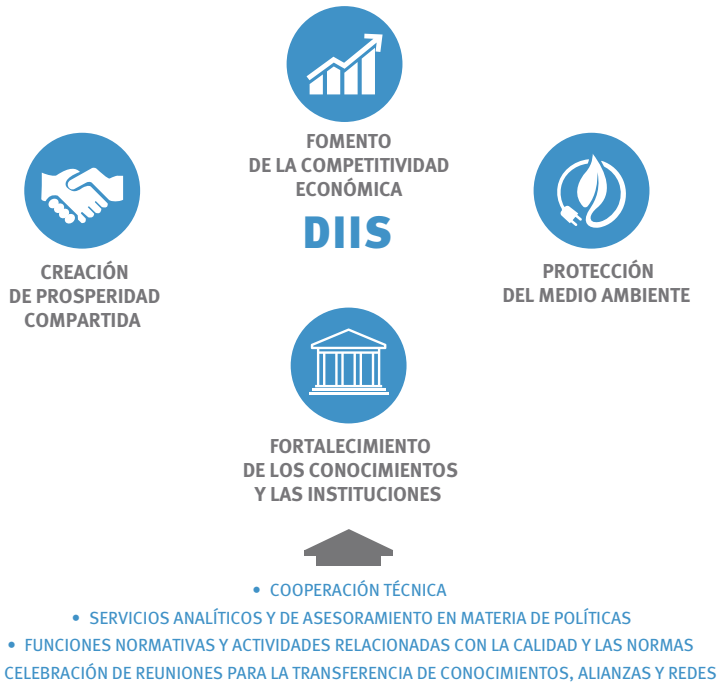 FOMENTO
DE LA COMPETITIVIDAD
ECONÓMICA
DIIS
CREACIÓN
DE PROSPERIDAD
COMPARTIDA
PROTECCIÓN
DEL MEDIO AMBIENTE
FORTALECIMIENTO
DE LOS CONOCIMIENTOS
Y LAS INSTITUCIONES
• COOPERACIÓN TÉCNICA
• SERVICIOS ANALÍTICOS Y DE ASESORAMIENTO EN MATERIA DE POLÍTICAS
• FUNCIONES NORMATIVAS Y ACTIVIDADES RELACIONADAS CON LA CALIDAD Y LAS NORMAS
CELEBRACIÓN DE REUNIONES PARA LA TRANSFERENCIA DE CONOCIMIENTOS, ALIANZAS Y REDES